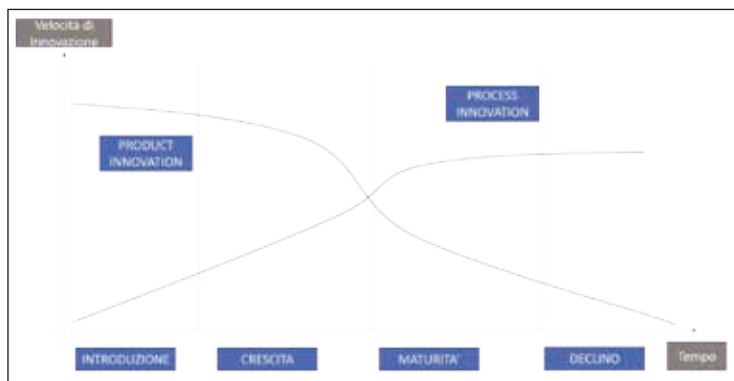 Velocità di
Innovazione
PROCESS
INNOVATION
PRODUCT
INNOVATION
INTRODUZIONE
CRESCITA
MATURITA'
DECLINO
Tempo